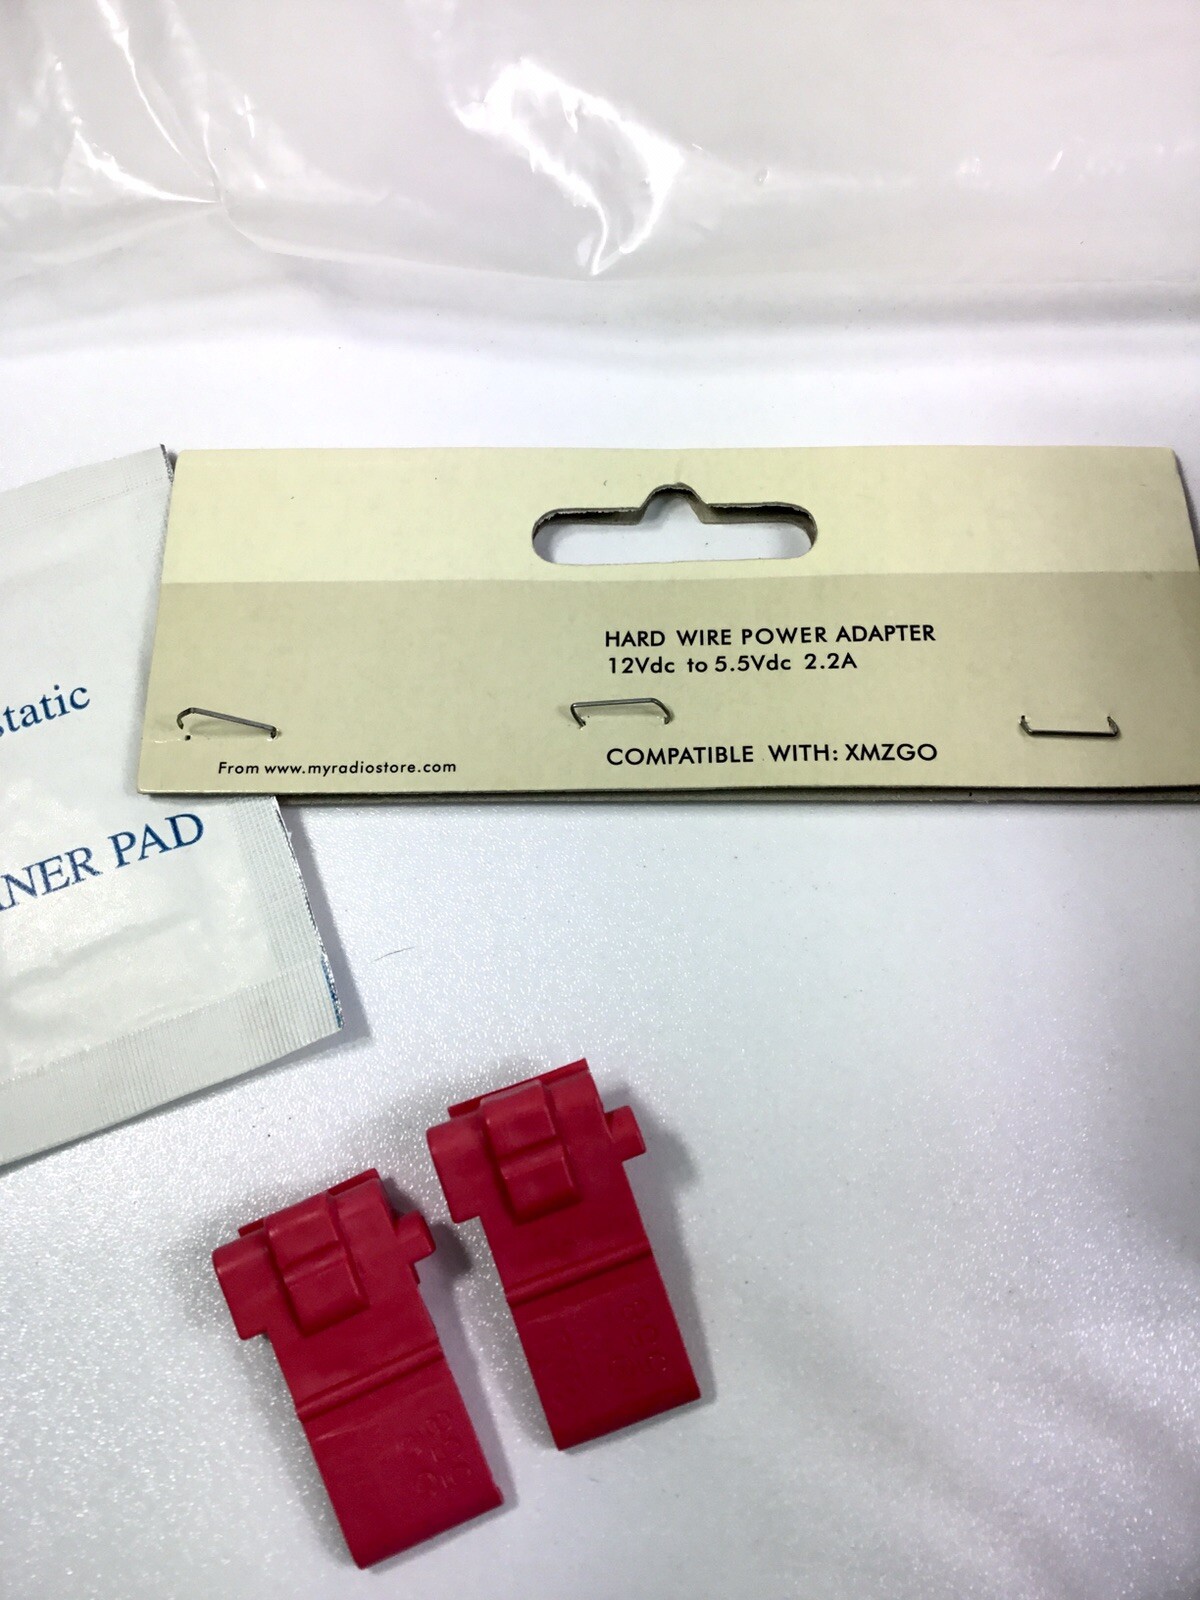 HARD WIRE POWER ADAPTER
12Vdc to 5.5Vdc 2.2A
COMPATIBLE WITH: XMZGO
From www.myradiostore.com
static
NER PAD